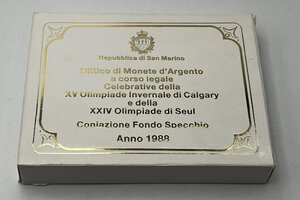 Repubblica di San Marino
Dittico di Monete d'Argento
a corso legale
Celebrative della
XV Olimpiade Invernale di Calgary
e della
XXIV Olimpiade di Seul
Coniazione Fondo Specchio
Anno 1988